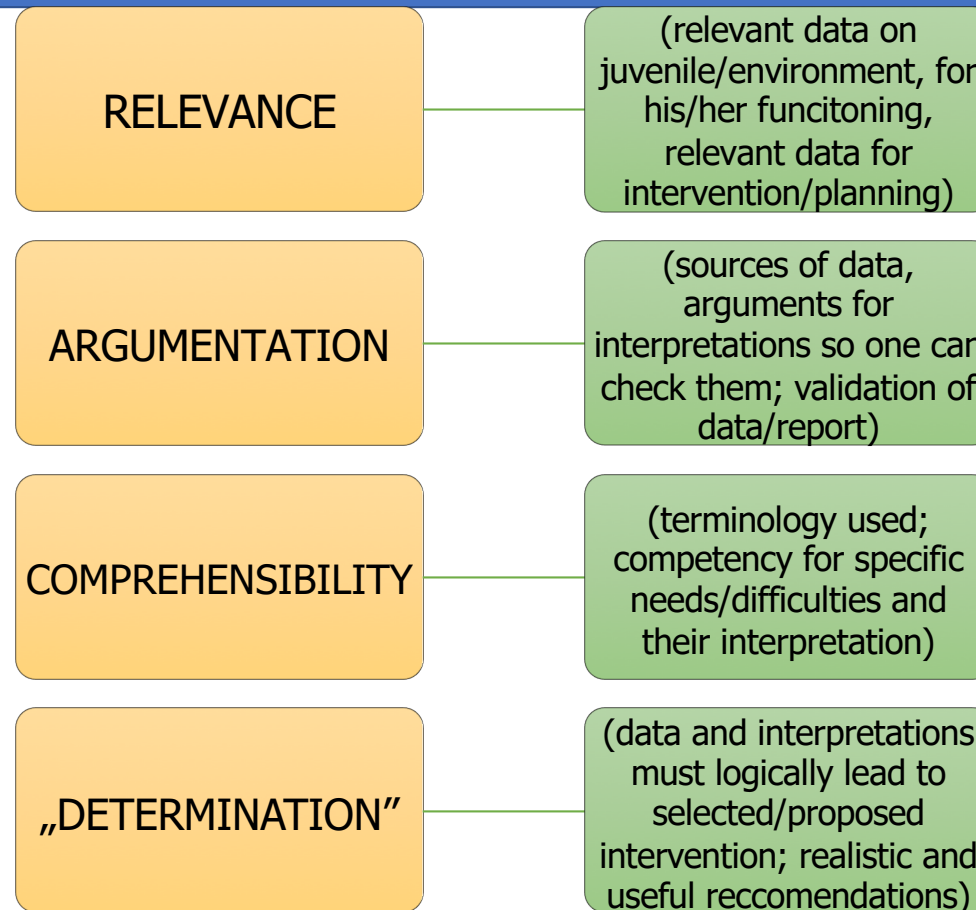 RELEVANCE
(relevant data on
juvenile/environment, for
his/her funcitoning,
relevant data for
intervention/planning)
ARGUMENTATION
(sources of data,
arguments for
interpretations so one can
check them; validation of
data/report)
COMPREHENSIBILITY
(terminology used;
competency for specific
needs/difficulties and
their interpretation)
„DETERMINATION”
(data and interpretations
must logically lead to
selected/proposed
intervention; realistic and
useful reccomendations)